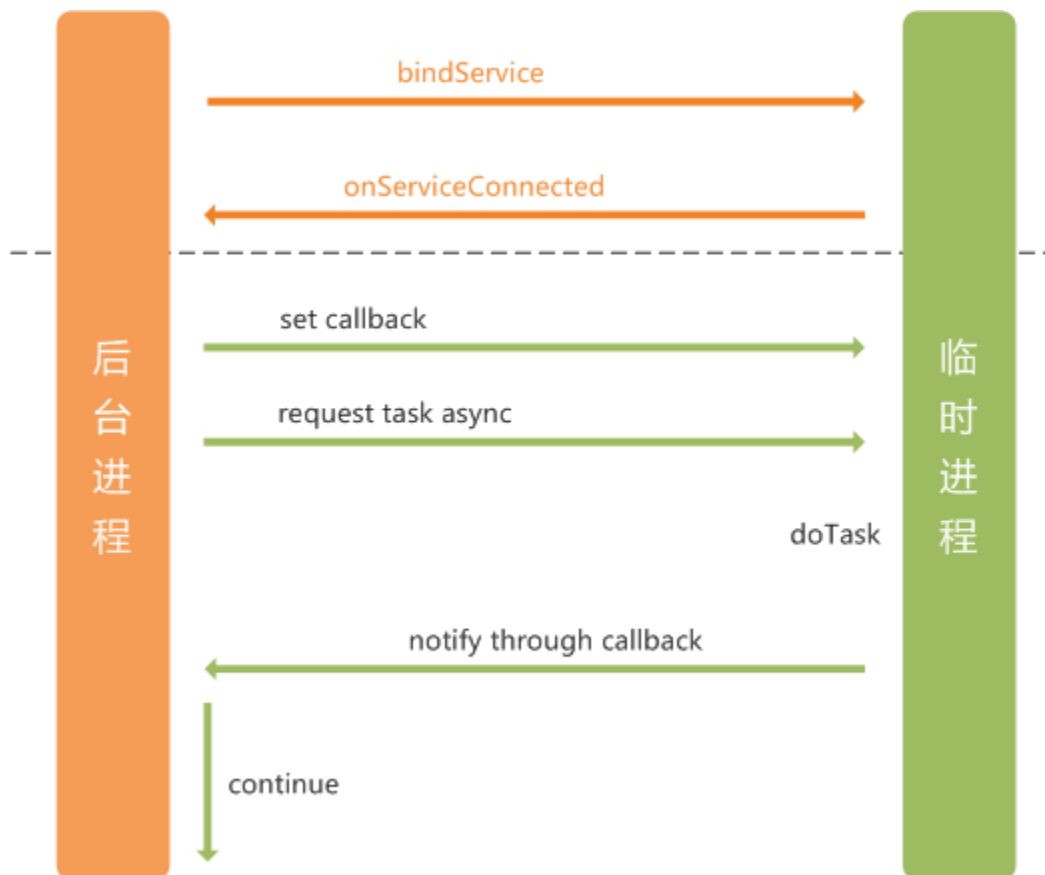 bindService
onServiceConnected
set callback
request task async
doTask
notify through callback
continue
后台进程
临时进程